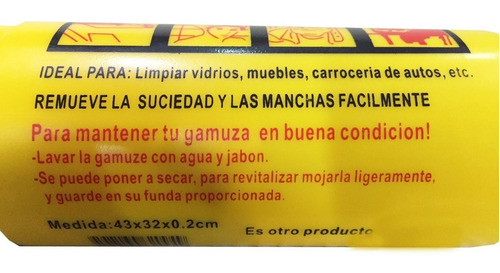 IDEAL PARA: Limpiar vidrios, muebles, carroceria de autos, etc.
REMUEVE LA SUCIEDAD Y LAS MANCHAS FACILMENTE
Para mantener tu gamuza en buena condicion!
-Lavar la gamuze con agua y jabon.
-Se puede poner a secar, para revitalizar mojarla ligeramente,
y guarde en su funda proporcionada.
Medida: 43x32x0.2cm
Es otro producto